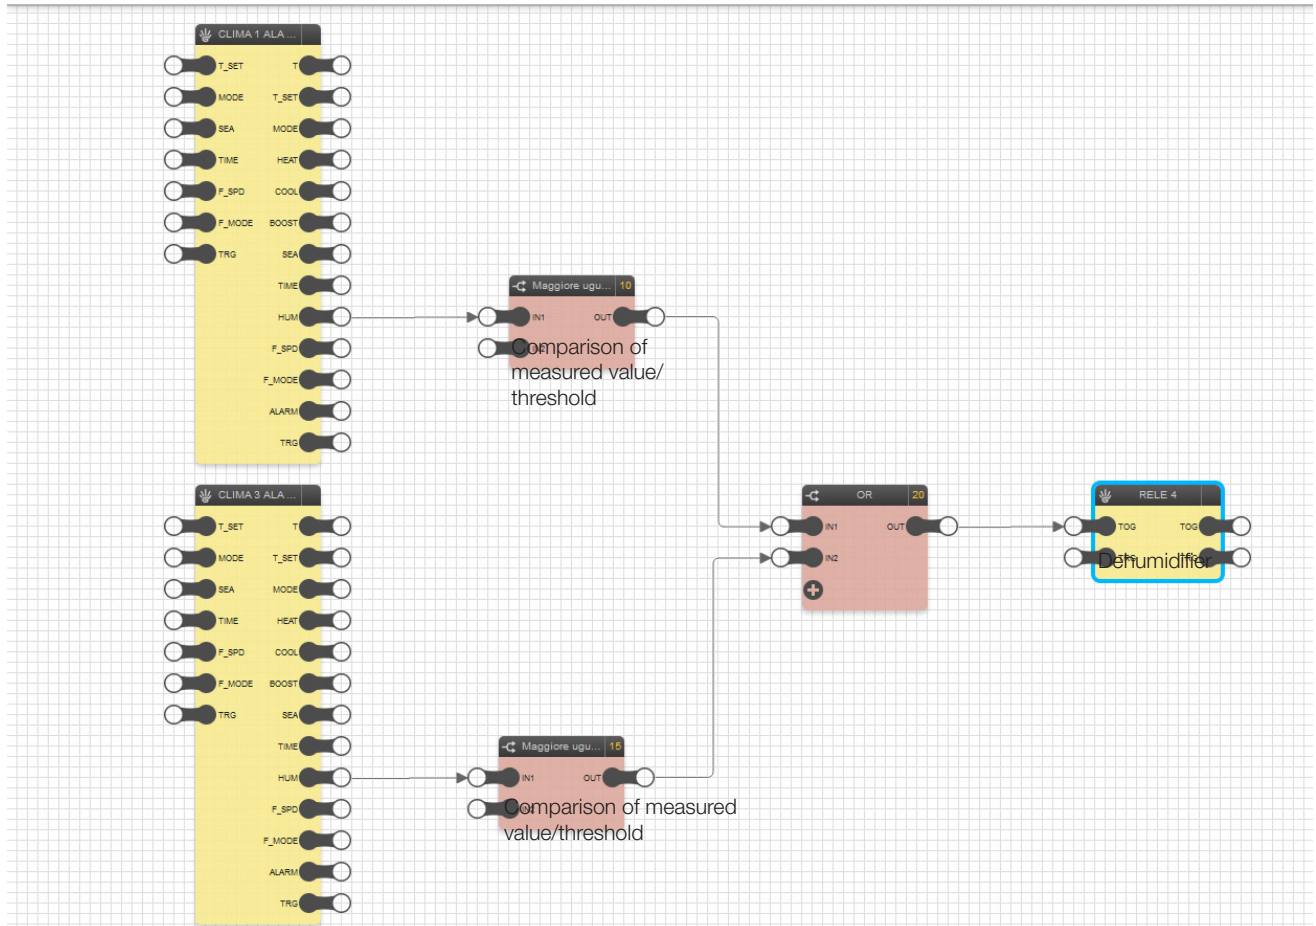 CLIMA 1 ALA ...
T_SET T
MODE T_SET
SEA MODE
TIME HEAT
F_SPD COOL
F_MODE BOOST
TRG SEA
TIME
HUM
F_SPD
F_MODE
ALARM
TRG
Maggiore ugu... 10
IN1 OUT
Comparison of
measured value/
threshold
CLIMA 3 ALA ...
T_SET T
MODE T_SET
SEA MODE
TIME HEAT
F_SPD COOL
F_MODE BOOST
TRG SEA
TIME
HUM
F_SPD
F_MODE
ALARM
TRG
Maggiore ugu... 15
IN1 OUT
Comparison of measured
value/threshold
OR 20
IN1 OUT
IN2
RELE 4
TOG TOG
Dehumidifier